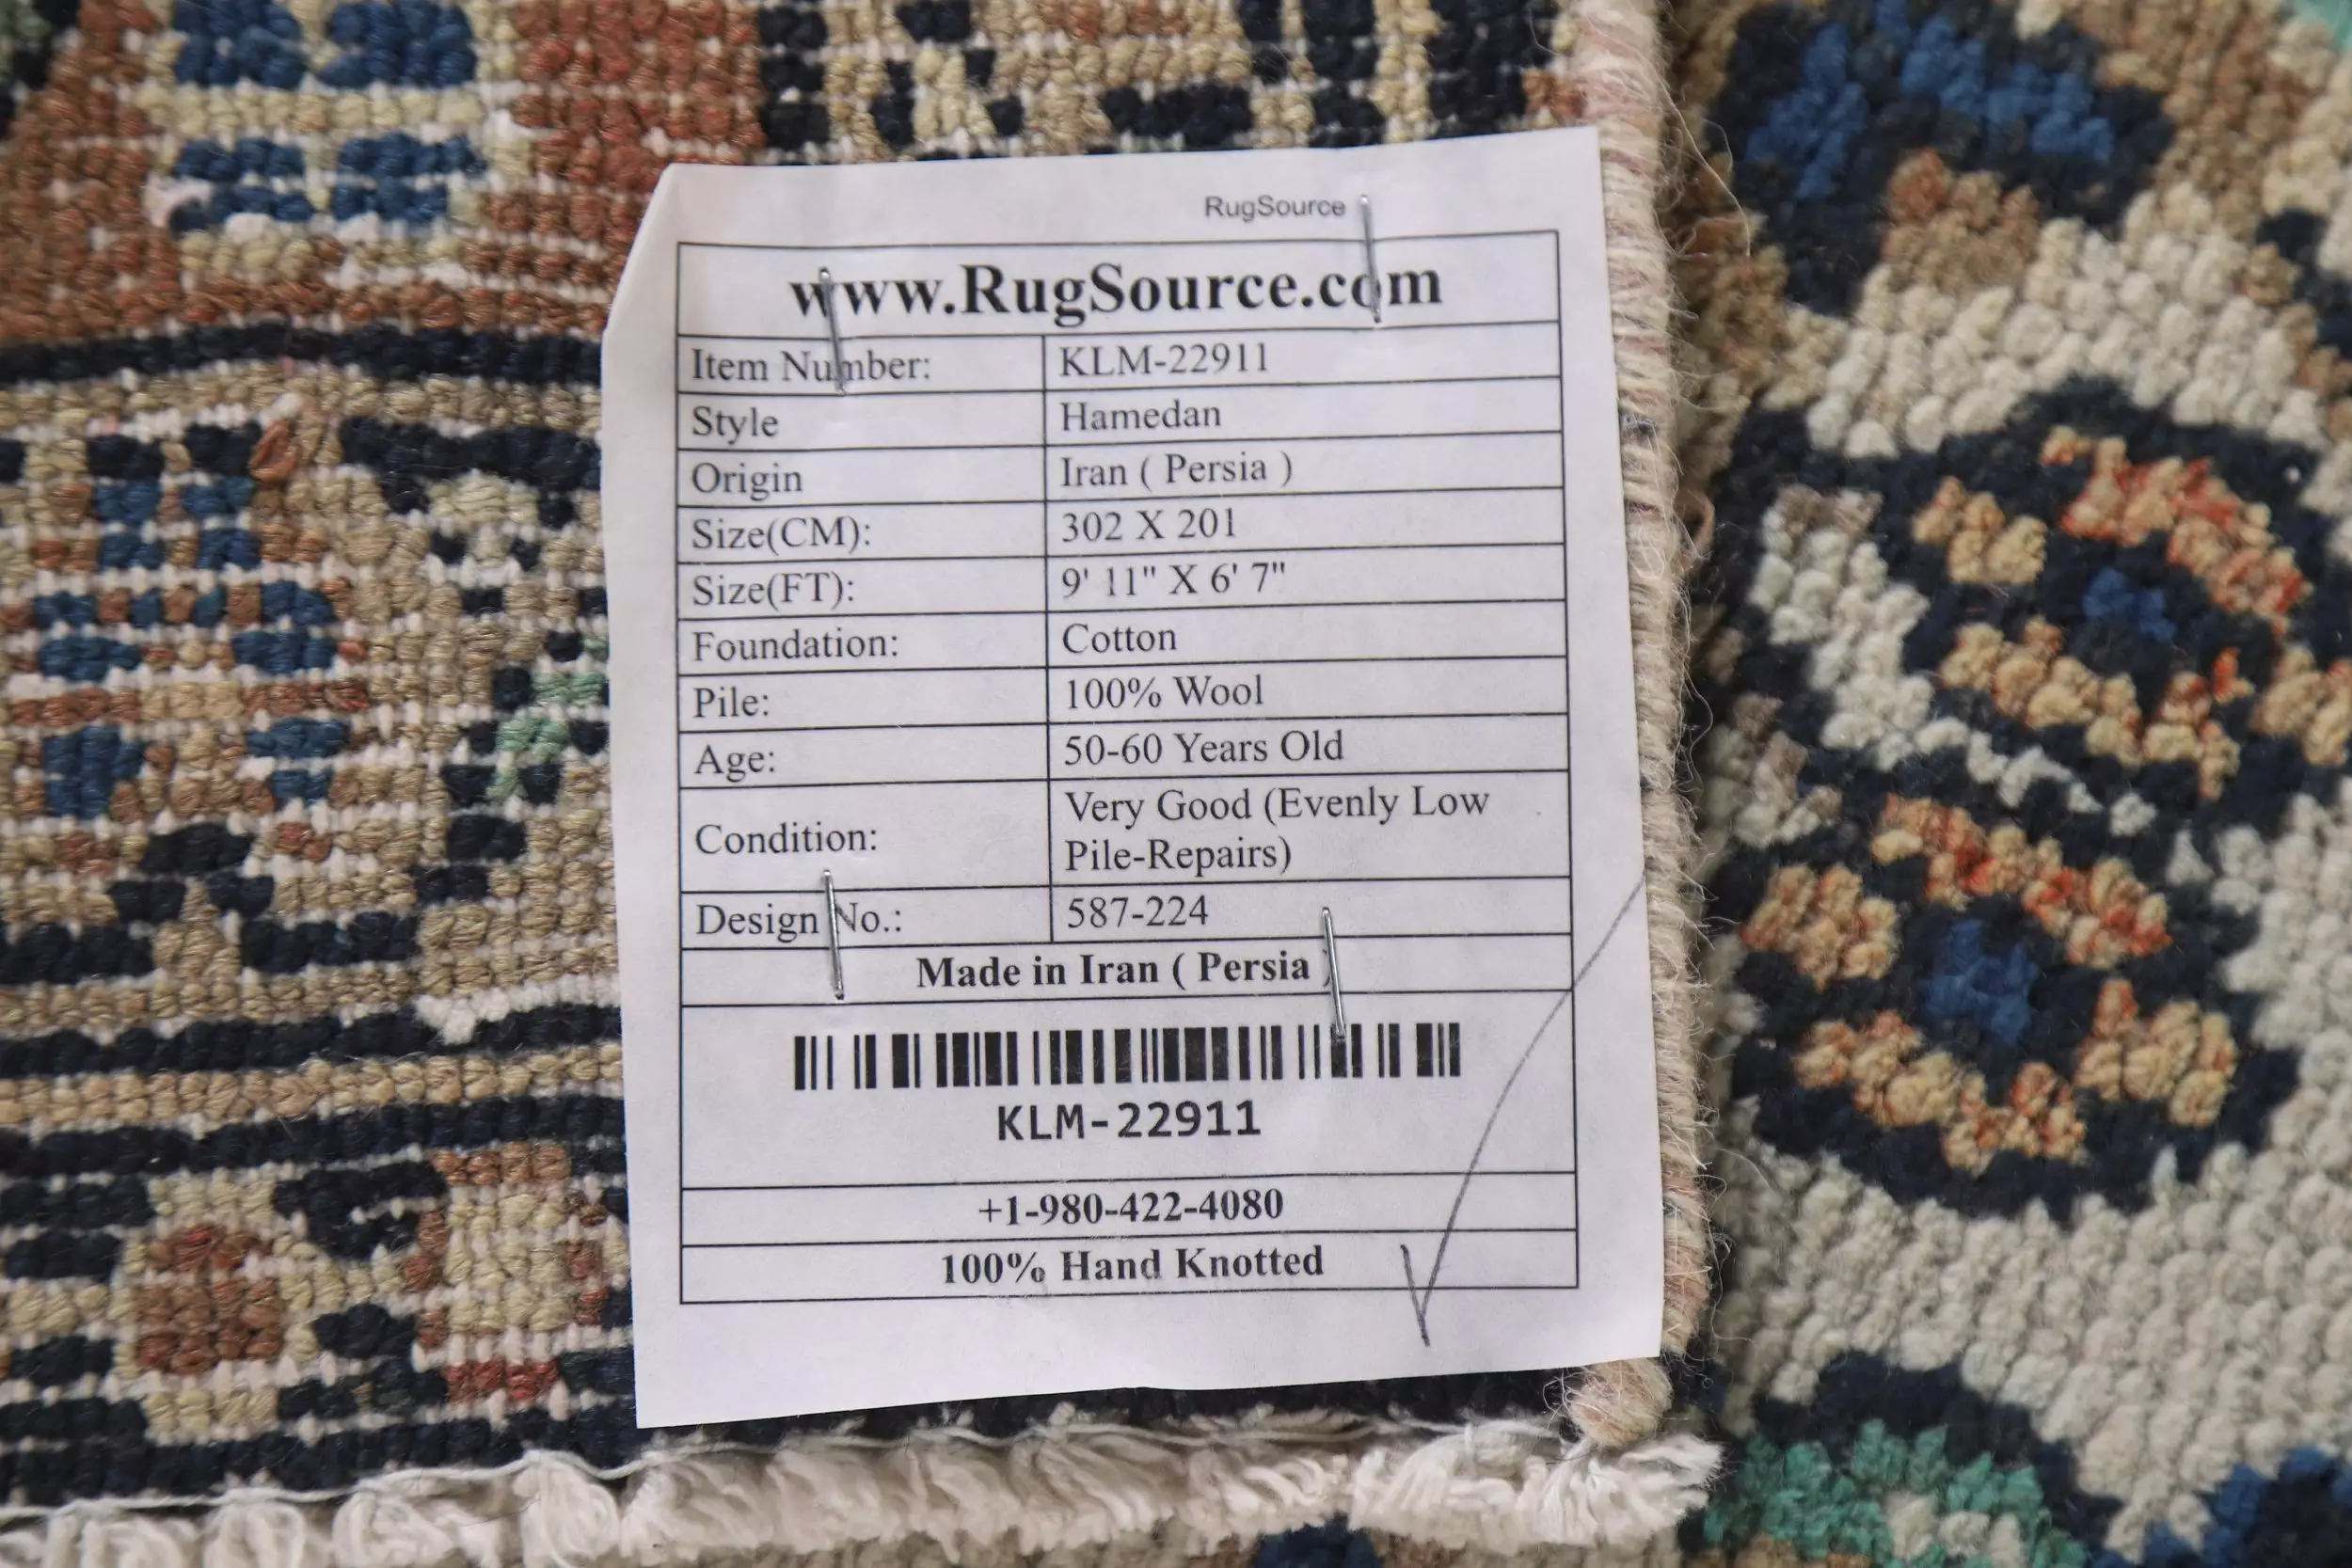 RugSource
www.RugSource.com
Item Number: KLM-22911
Style Hamedan
Origin Iran ( Persia )
Size(CM): 302 X 201
Size(FT): 9' 11" X 6' 7"
Foundation: Cotton
Pile: 100% Wool
Age: 50-60 Years Old
Condition: Very Good (Evenly Low
Pile-Repairs)
Design No.: 587-224
Made in Iran ( Persia )
KLM-22911
+1-980-422-4080
100% Hand Knotted